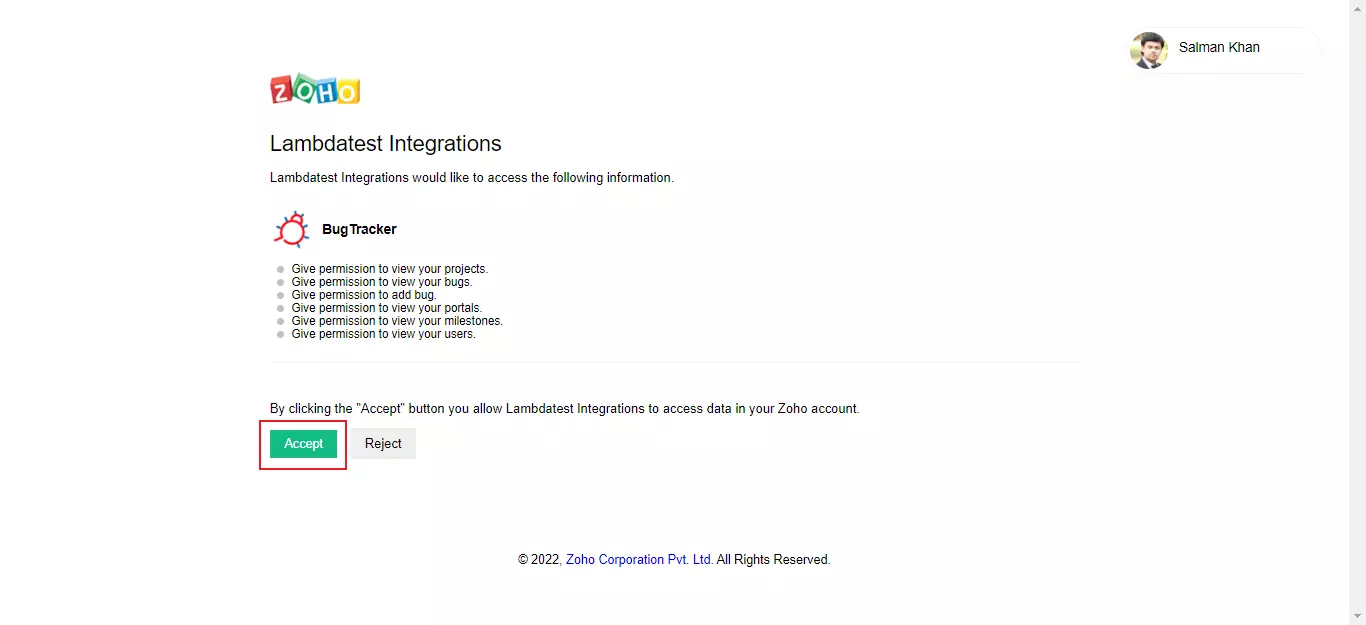 Salman Khan
ZOHO
Lambdatest Integrations
Lambdatest Integrations would like to access the following information.
BugTracker
Give permission to view your projects.
Give permission to view your bugs.
Give permission to add bug.
Give permission to view your portals.
Give permission to view your milestones.
Give permission to view your users.
By clicking the "Accept" button you allow Lambdatest Integrations to access data in your Zoho account.
Accept Reject
© 2022, Zoho Corporation Pvt. Ltd. All Rights Reserved.